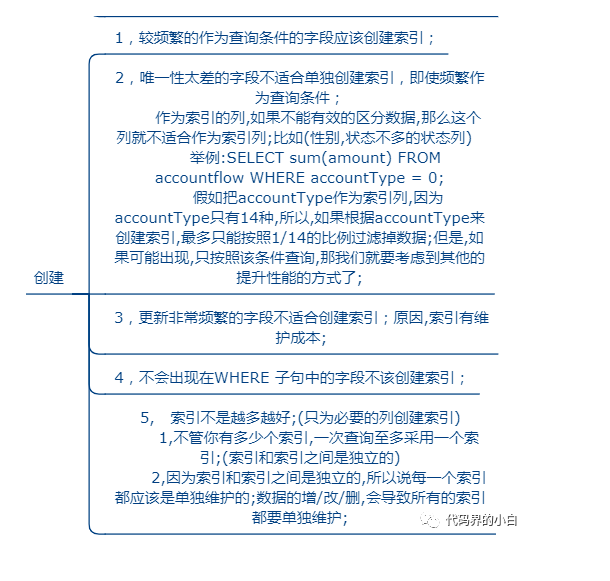 创建
1，较频繁的作为查询条件的字段应该创建索引；
2，唯一性太差的字段不适合单独创建索引，即使频繁作
为查询条件；
作为索引的列,如果不能有效的区分数据,那么这个
列就不适合作为索引列;比如(性别,状态不多的状态列)
举例:SELECT sum(amount) FROM
accountflow WHERE accountType = 0;
假如把accountType作为索引列,因为
accountType只有14种,所以,如果根据accountType来
创建索引,最多只能按照1/14的比例过滤掉数据;但是,如
果可能出现,只按照该条件查询,那我们就要考虑到其他的
提升性能的方式了;
3，更新非常频繁的字段不适合创建索引；原因,索引有维
护成本;
4，不会出现在WHERE 子句中的字段不该创建索引；
5,　索引不是越多越好;(只为必要的列创建索引)
1,不管你有多少个索引,一次查询至多采用一个索
引;(索引和索引之间是独立的)
2,因为索引和索引之间是独立的,所以说每一个索引
都应该是单独维护的;数据的增/改/删,会导致所有的索引
都要单独维护;
代码界的小白